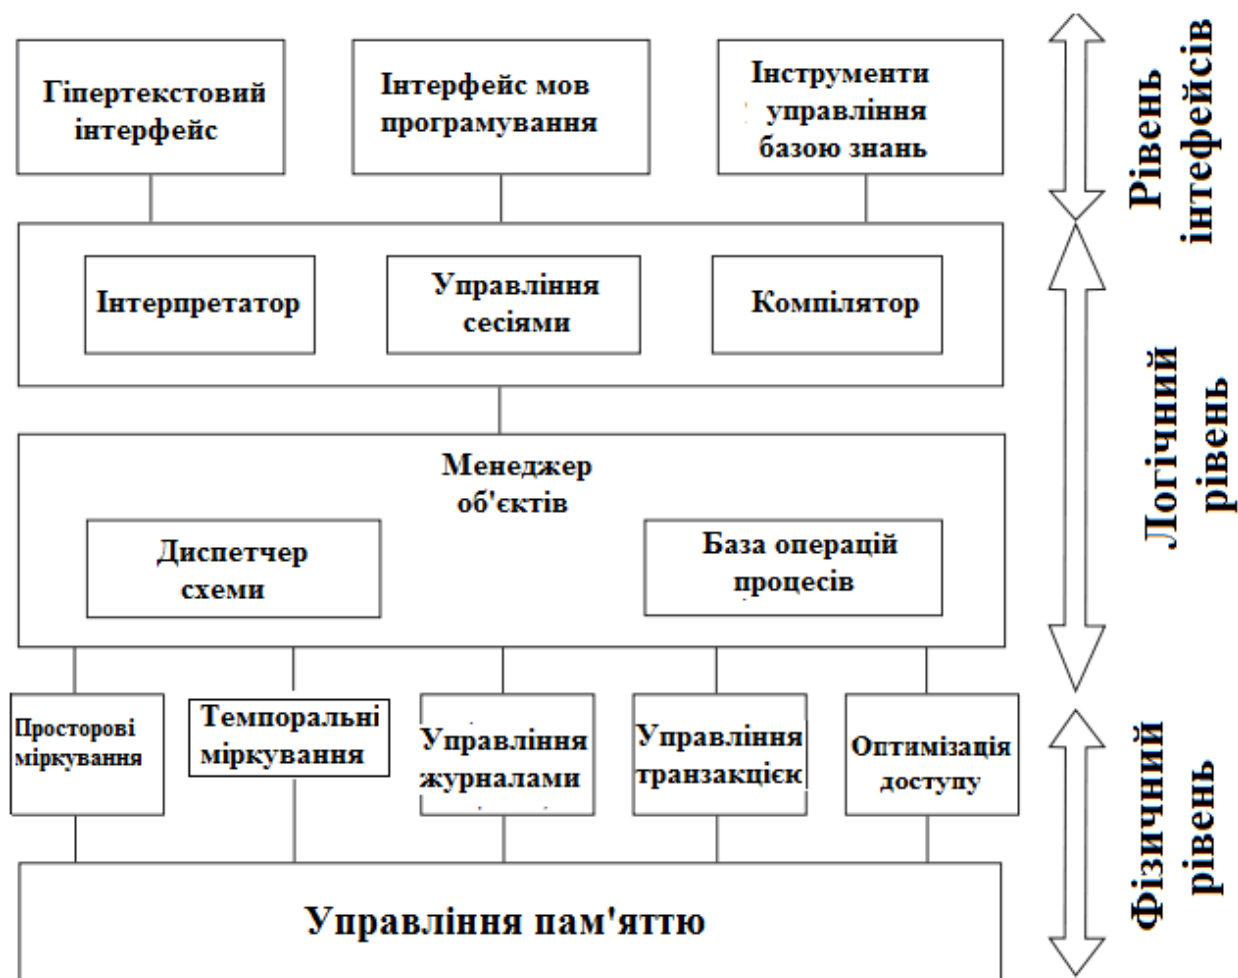 Гіпертекстовий
інтерфейс
Інтерфейс мов
програмування
Інструменти
управління
базою знань
Рівень
інтефейсів
Інтерпретатор
Управління
сесіями
Компілятор
Логічний
рівень
Менеджер
об'єктів
Диспетчер
схеми
База операцій
процесів
Просторові
міркування
Темпоральні
міркування
Управління
журналами
Управління
транзакцією
Оптимізація
доступу
Фізичний
рівень
Управління пам'яттю